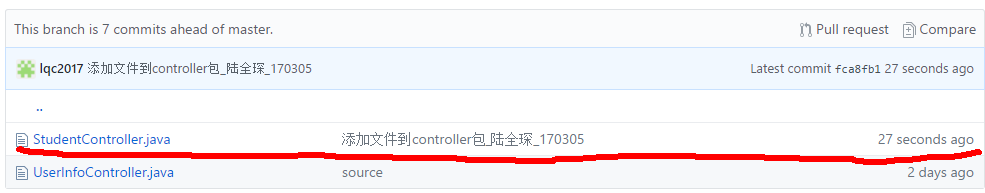 This branch is 7 commits ahead of master. Pull request Compare
lqc2017 添加文件到controller包_陆全琛_170305 Latest commit fca8fb1 27 seconds ago
..
StudentController.java 添加文件到controller包_陆全琛_170305 27 seconds ago
UserInfoController.java source 2 days ago